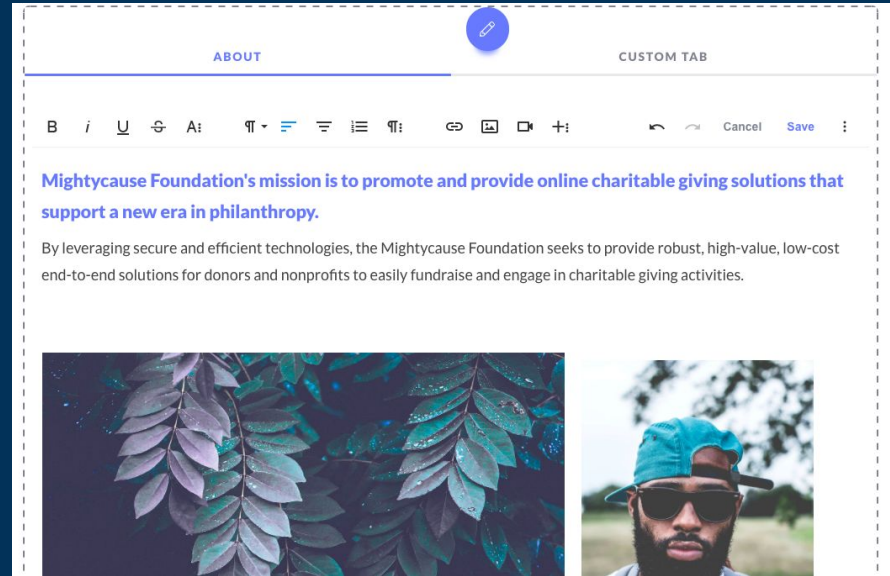 ABOUT
CUSTOM TAB
B i U S A ¶ ¶ Cancel Save
Mightycause Foundation's mission is to promote and provide online charitable giving solutions that
support a new era in philanthropy.
By leveraging secure and efficient technologies, the Mightycause Foundation seeks to provide robust, high-value, low-cost
end-to-end solutions for donors and nonprofits to easily fundraise and engage in charitable giving activities.